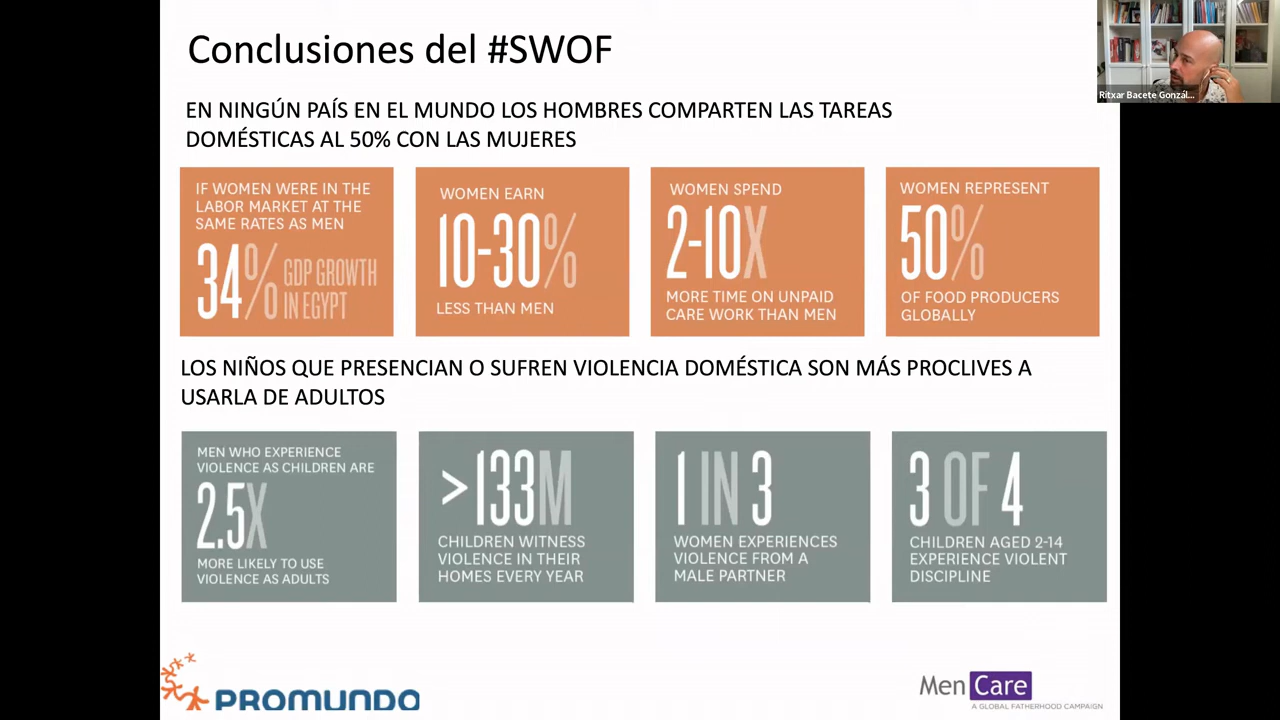 Conclusiones del #SWOF
Ritxar Bacete Gonzál...
EN NINGÚN PAÍS EN EL MUNDO LOS HOMBRES COMPARTEN LAS TAREAS
DOMÉSTICAS AL 50% CON LAS MUJERES
IF WOMEN WERE IN THE
LABOR MARKET AT THE
SAME RATES AS MEN
34% GDP GROWTH
IN EGYPT
WOMEN EARN
10-30%
LESS THAN MEN
WOMEN SPEND
2-10X
MORE TIME ON UNPAID
CARE WORK THAN MEN
WOMEN REPRESENT
50%
OF FOOD PRODUCERS
GLOBALLY
LOS NIÑOS QUE PRESENCIAN O SUFREN VIOLENCIA DOMÉSTICA SON MÁS PROCLIVES A
USARLA DE ADULTOS
MEN WHO EXPERIENCE
VIOLENCE AS CHILDREN ARE
2.5X
MORE LIKELY TO USE
VIOLENCE AS ADULTS
>133M
CHILDREN WITNESS
VIOLENCE IN THEIR
HOMES EVERY YEAR
1 IN 3
WOMEN EXPERIENCES
VIOLENCE FROM A
MALE PARTNER
3 OF 4
CHILDREN AGED 2-14
EXPERIENCE VIOLENT
DISCIPLINE
PROMUNDO
Men Care
A GLOBAL FATHERHOOD CAMPAIGN